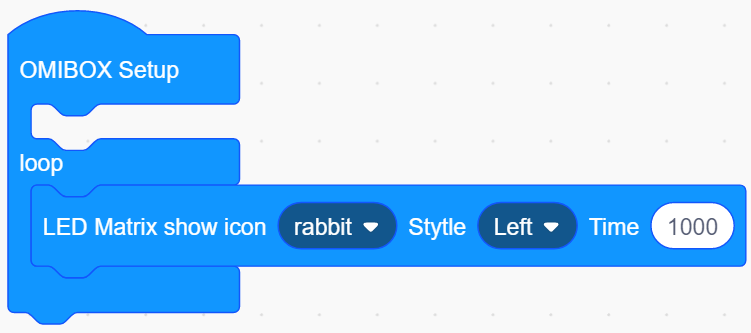 OMIBOX Setup
loop
LED Matrix show icon rabbit Stytle Left Time 1000